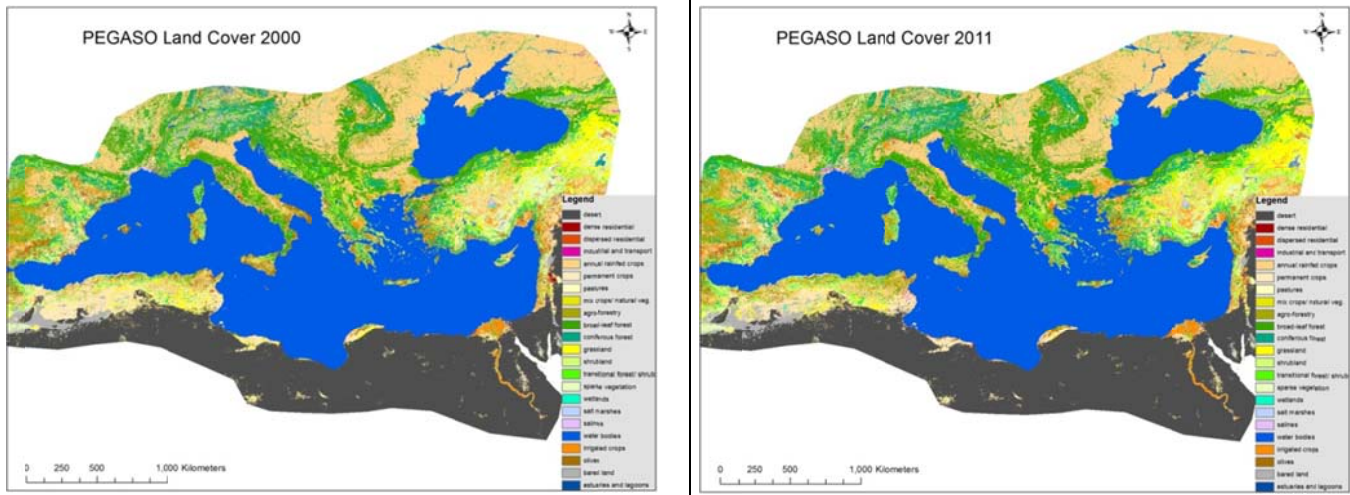 PEGASO Land Cover 2000
N
W
E
S
Legend
desert
dense residential
dispersed residential
industrial and transport
annual rainfed crops
permanent crops
pastures
mix crops/ natural veg.
agro-forestry
broad-leaf forest
coniferous forest
grassland
shrubland
transitional forest/ shrub
sparse vegetation
wetlands
salt marshes
salines
water bodies
irrigated crops
olives
bared land
estuaries and lagoons
0 250 500 1,000 Kilometers
PEGASO Land Cover 2011
N
W
E
S
Legend
desert
dense residential
dispersed residential
industrial and transport
annual rainfed crops
permanent crops
pastures
mix crops/ natural veg.
agro-forestry
broad-leaf forest
coniferous forest
grassland
shrubland
transitional forest/ shrub
sparse vegetation
wetlands
salt marshes
salines
water bodies
irrigated crops
olives
bared land
estuaries and lagoons
0 250 500 1,000 Kilometers